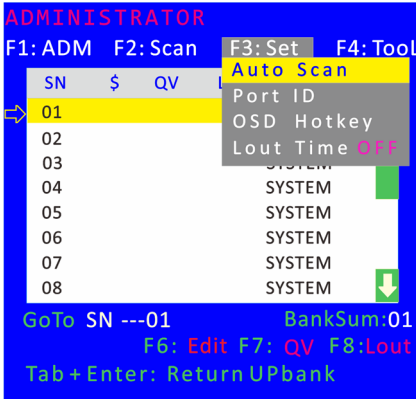 ADMINISTRATOR
F1: ADM F2: Scan F3: Set F4: Tool
SN $ QV
Auto Scan
Port ID
OSD Hotkey
Lout Time OFF
01
02
03 SYSTEM
04 SYSTEM
05 SYSTEM
06 SYSTEM
07 SYSTEM
08 SYSTEM
GoTo SN ---01 BankSum:01
F6: Edit F7: QV F8:Lout
Tab+Enter: Return UPbank